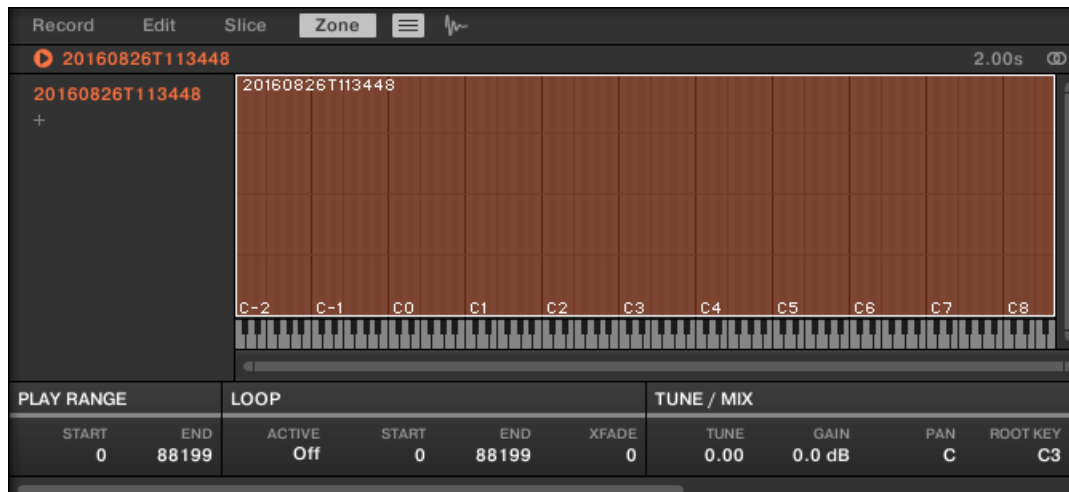 Record Edit Slice Zone
20160826T113448 2.00s
20160826T113448
20160826T113448
+
C-2 C-1 C0 C1 C2 C3 C4 C5 C6 C7 C8
PLAY RANGE LOOP TUNE / MIX
START END ACTIVE START END XFADE TUNE GAIN PAN ROOT KEY
0 88199 Off 0 88199 0 0.00 0.0 dB C C3